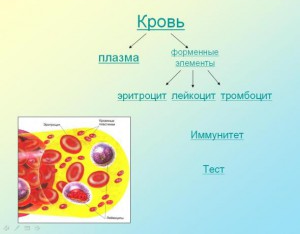 Кровь
плазма
форменные
элементы
эритроцит лейкоцит тромбоцит
Иммунитет
Тест